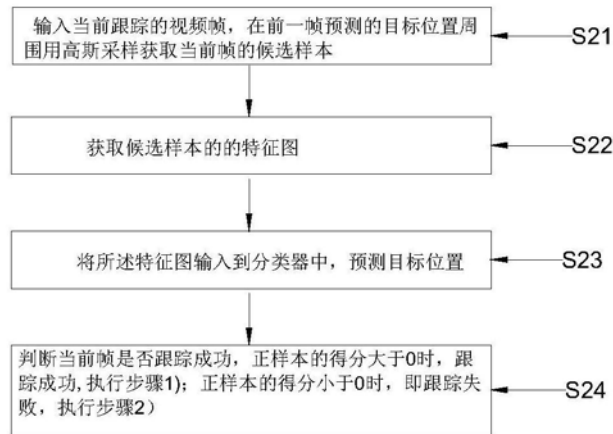 输入当前跟踪的视频帧，在前一帧预测的目标位置周
围用高斯采样获取当前帧的候选样本
S21
获取候选样本的的特征图
S22
将所述特征图输入到分类器中，预测目标位置
S23
判断当前帧是否跟踪成功，正样本的得分大于0时，跟
踪成功,执行步骤1)；正样本的得分小于0时，即跟踪失
败，执行步骤2）
S24